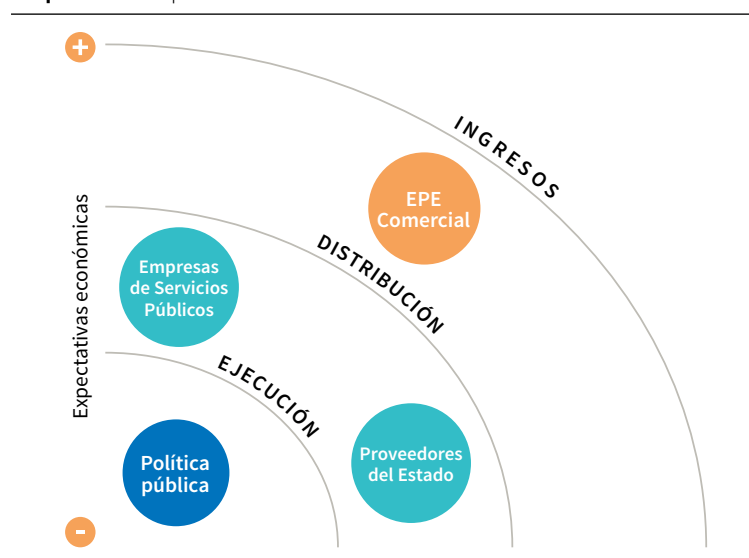 +
INGRESOS
EPE
Comercial
Expectativas económicas
DISTRIBUCIÓN
Empresas
de Servicios
Públicos
EJECUCIÓN
Proveedores
del Estado
Política
pública
-